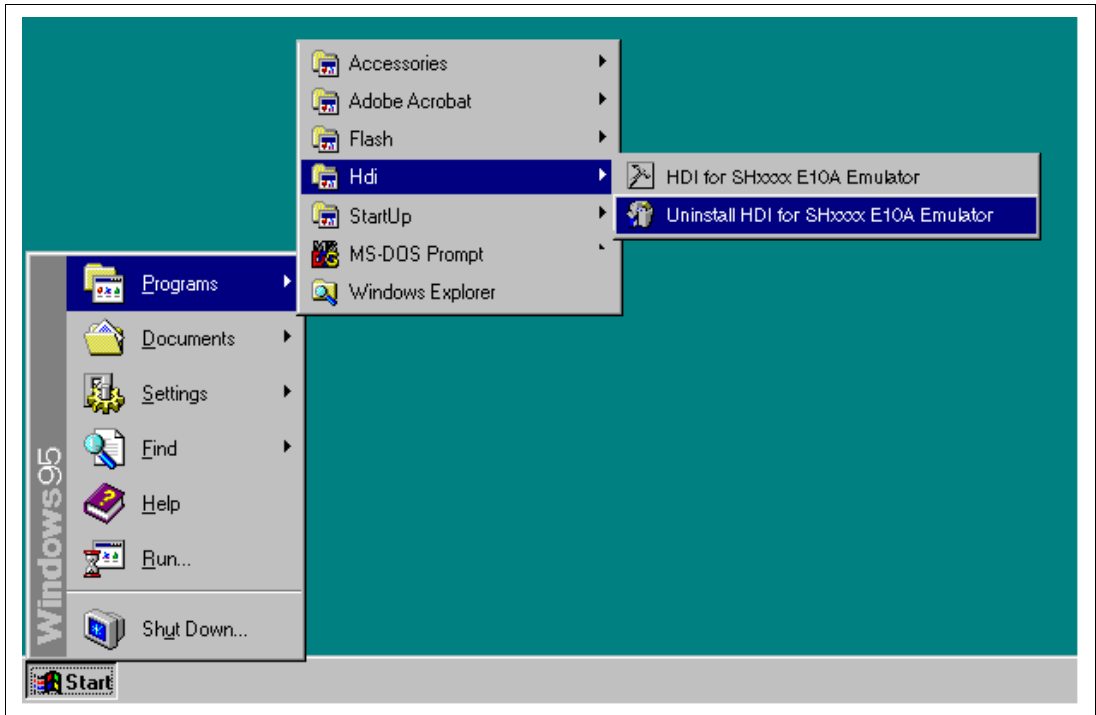 Accessories
Adobe Acrobat
Flash
Hdi
StartUp
MS-DOS Prompt
Windows Explorer
HDI for SHxxxx E10A Emulator
Uninstall HDI for SHxxxx E10A Emulator
Programs
Documents
Settings
Find
Help
Run...
Shut Down...
Windows95
Start